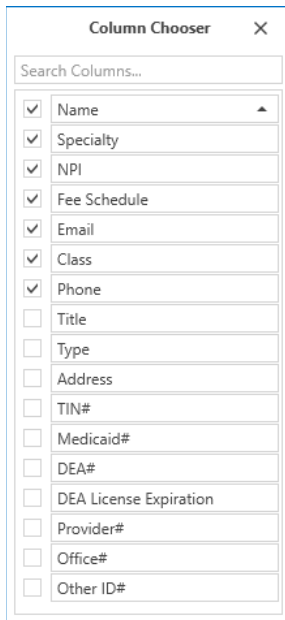 Column Chooser
Search Columns...
Name
Specialty
NPI
Fee Schedule
Email
Class
Phone
Title
Type
Address
TIN#
Medicaid#
DEA#
DEA License Expiration
Provider#
Office#
Other ID#